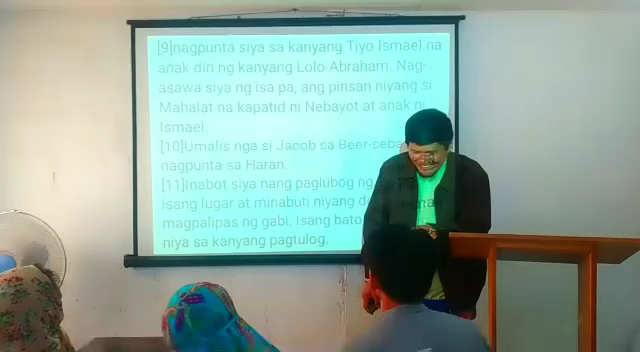 [9]nagpunta siya sa kanyang Tiyo Ismael na
anak din ng kanyang Lolo Abraham. Nag-
asawa siya ng isa pa, ang pinsan niyang si
Mahalat na kapatid ni Nebayot at anak ni
Ismael.
[10]Umalis nga si Jacob sa Beer-seba
nagpunta sa Haran.
[11]Inabot siya nang paglubog ng
isang lugar at minabuti niyang
magpalipas ng gabi. Isang bato
niya sa kanyang pagtulog.